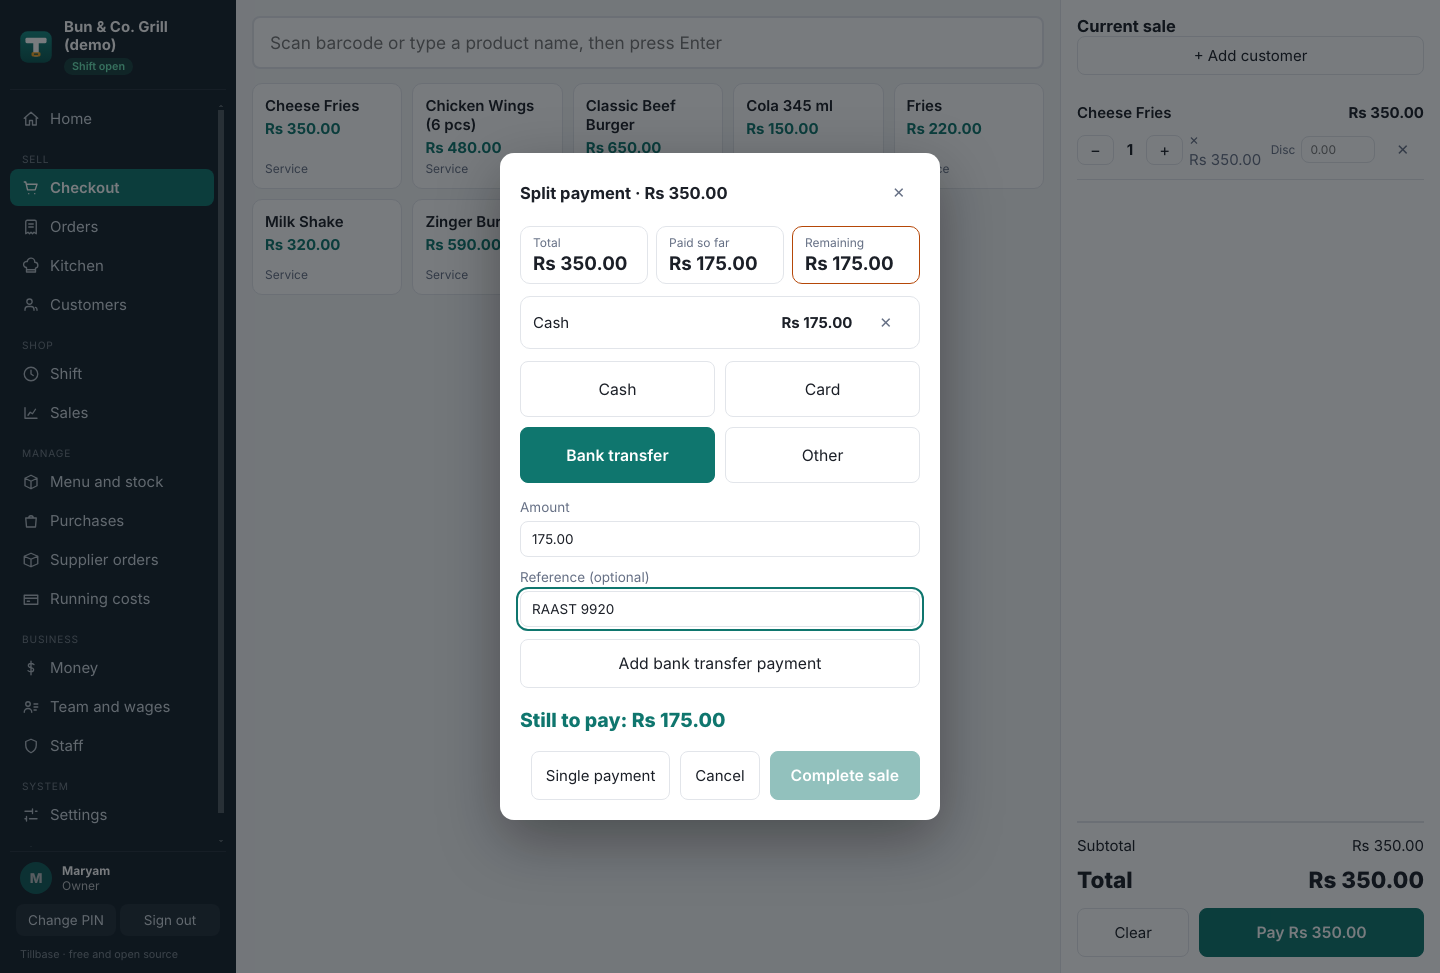 Bun & Co. Grill
(demo)
Shift open
Home
SELL
Checkout
Orders
Kitchen
Customers
SHOP
Shift
Sales
MANAGE
Menu and stock
Purchases
Supplier orders
Running costs
BUSINESS
Money
Team and wages
Staff
SYSTEM
Settings
M
Maryam
Owner
Change PIN
Sign out
Tillbase · free and open source
Scan barcode or type a product name, then press Enter
Cheese Fries
Rs 350.00
Service
Chicken Wings
(6 pcs)
Rs 480.00
Service
Classic Beef
Burger
Rs 650.00
Cola 345 ml
Rs 150.00
Fries
Rs 220.00
Milk Shake
Rs 320.00
Service
Zinger Bur
Rs 590.00
Service
Split payment · Rs 350.00
×
Total
Rs 350.00
Paid so far
Rs 175.00
Remaining
Rs 175.00
Cash
Rs 175.00
×
Cash
Card
Bank transfer
Other
Amount
175.00
Reference (optional)
RAAST 9920
Add bank transfer payment
Still to pay: Rs 175.00
Single payment
Cancel
Complete sale
Current sale
+ Add customer
Cheese Fries
Rs 350.00
− 1 +
×
Rs 350.00
Disc
0.00
×
Subtotal
Rs 350.00
Total
Rs 350.00
Clear
Pay Rs 350.00